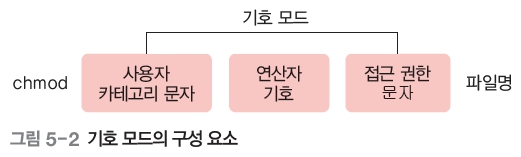 기호 모드
chmod 사용자 카테고리 문자 연산자 기호 접근 권한 문자 파일명
그림 5-2 기호 모드의 구성 요소